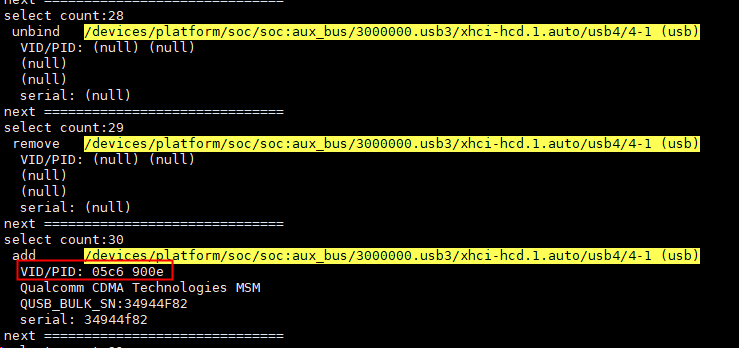 next ==============================
select count:28
unbind /devices/platform/soc/soc:aux_bus/3000000.usb3/xhci-hcd.1.auto/usb4/4-1 (usb)
VID/PID: (null) (null)
(null)
(null)
serial: (null)
next ==============================
select count:29
remove /devices/platform/soc/soc:aux_bus/3000000.usb3/xhci-hcd.1.auto/usb4/4-1 (usb)
VID/PID: (null) (null)
(null)
(null)
serial: (null)
next ==============================
select count:30
add /devices/platform/soc/soc:aux_bus/3000000.usb3/xhci-hcd.1.auto/usb4/4-1 (usb)
VID/PID: 05c6 900e
Qualcomm CDMA Technologies MSM
QUSB_BULK_SN:34944F82
serial: 34944f82
next ==============================